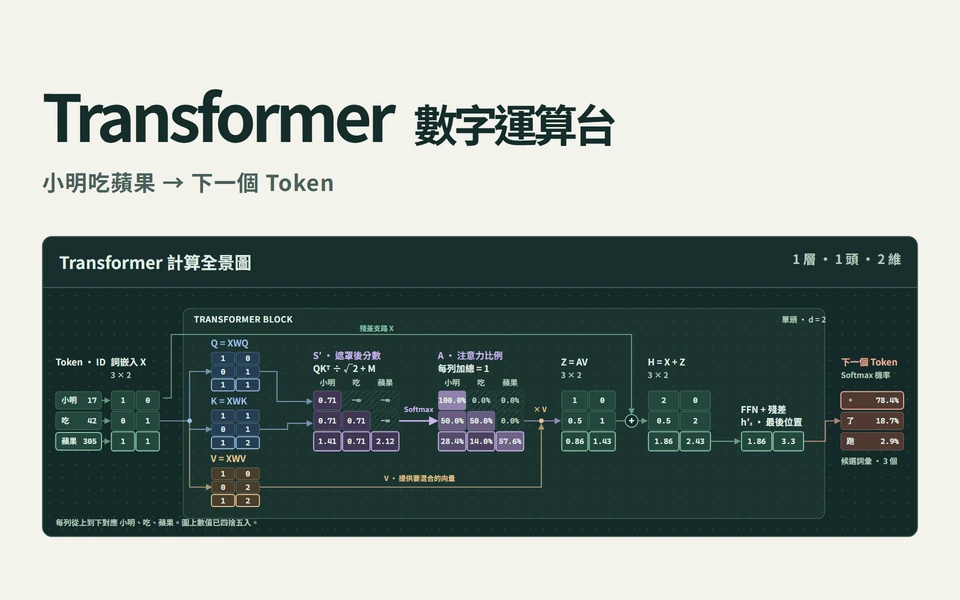 Transformer 數字運算台
小明吃蘋果 → 下一個 Token
Transformer 計算全景圖
1 層 · 1 頭 · 2 維
TRANSFORMER BLOCK
單頭 · d = 2
殘差支路 X
Token · ID 詞嵌入 X
3 × 2
小明 17 1 0
吃 42 0 1
蘋果 305 1 1
Q = XWQ
1 0
0 1
1 1
K = XWK
1 1
0 1
1 2
V = XWV
1 0
0 2
1 2
S' · 遮罩後分數
QKᵀ ÷ √2 + M
小明 吃 蘋果
0.71 -∞ -∞
0.71 0.71 -∞
1.41 0.71 2.12
Softmax
A · 注意力比例
每列加總 = 1
小明 吃 蘋果
100.0% 0.0% 0.0%
50.0% 50.0% 0.0%
28.4% 14.0% 57.6%
× V
V · 提供要混合的向量
Z = AV
3 × 2
1 0
0.5 1
0.86 1.43
+
H = X + Z
3 × 2
2 0
0.5 2
1.86 2.43
FFN + 殘差
h'₃ · 最後位置
1.86 3.3
下一個 Token
Softmax 機率
。 78.4%
了 18.7%
跑 2.9%
候選詞彙 · 3 個
每列從上到下對應 小明、吃、蘋果。圖上數值已四捨五入。